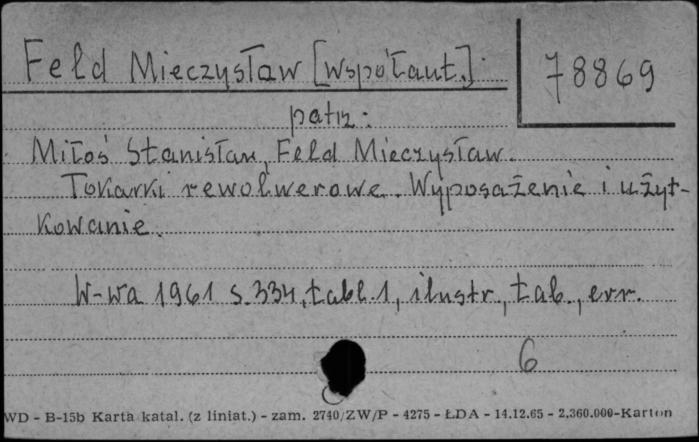 Feld Mieczysław [współaut.]
78869
patrz:
Miłoś Stanisław, Feld Mieczysław.
Tokarki rewolwerowe. Wyposażenie i użyt-
kowanie.
W-wa 1961 s.334, tabl.1, ilustr., tab., err.
6
WD - B-15b Karta katal. (z liniat.) - zam. 2740/ZW/P - 4275 - ŁDA - 14.12.65 - 2,360.000-Karton